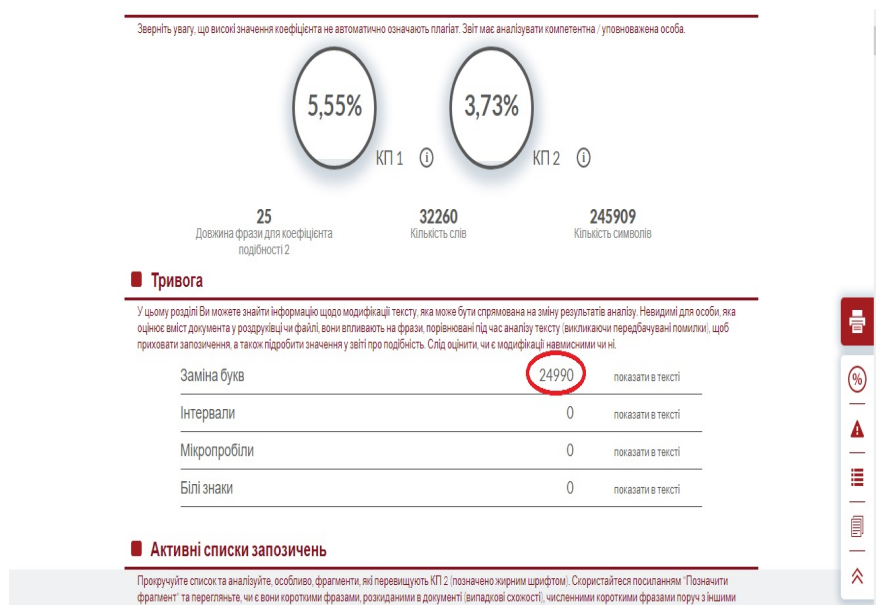 Зверніть увагу, що високі значення коефіцієнта не автоматично означають плагіат. Звіт має аналізувати компетентна / уповноважена особа.
5,55%
КП 1
3,73%
КП 2
25
Довжина фрази для коефіцієнта
подібності 2
32260
Кількість слів
245909
Кількість символів
Тривога
У цьому розділі Ви можете знайти інформацію щодо модифікації тексту, яка може бути спрямована на зміну результатів аналізу. Невидимі для особи, яка
оцінює вміст документа у роздруківці чи файлі, вони впливають на фрази, порівнювані під час аналізу тексту (викликаючи передбачувані помилки), щоб
приховати запозичення, а також підробити значення у звіті про подібність. Слід оцінити, чи є модифікації навмисними чи ні.
Заміна букв 24990 показати в тексті
Інтервали 0 показати в тексті
Мікропробіли 0 показати в тексті
Білі знаки 0 показати в тексті
Активні списки запозичень
Прокручуйте список та аналізуйте, особливо, фрагменти, які перевищують КП 2 (позначено жирним шрифтом). Скористайтеся посиланням "Позначити
фрагмент" та перегляньте, чи є вони короткими фразами, розкиданими в документі (випадкові схожості), численними короткими фразами поруч з іншими